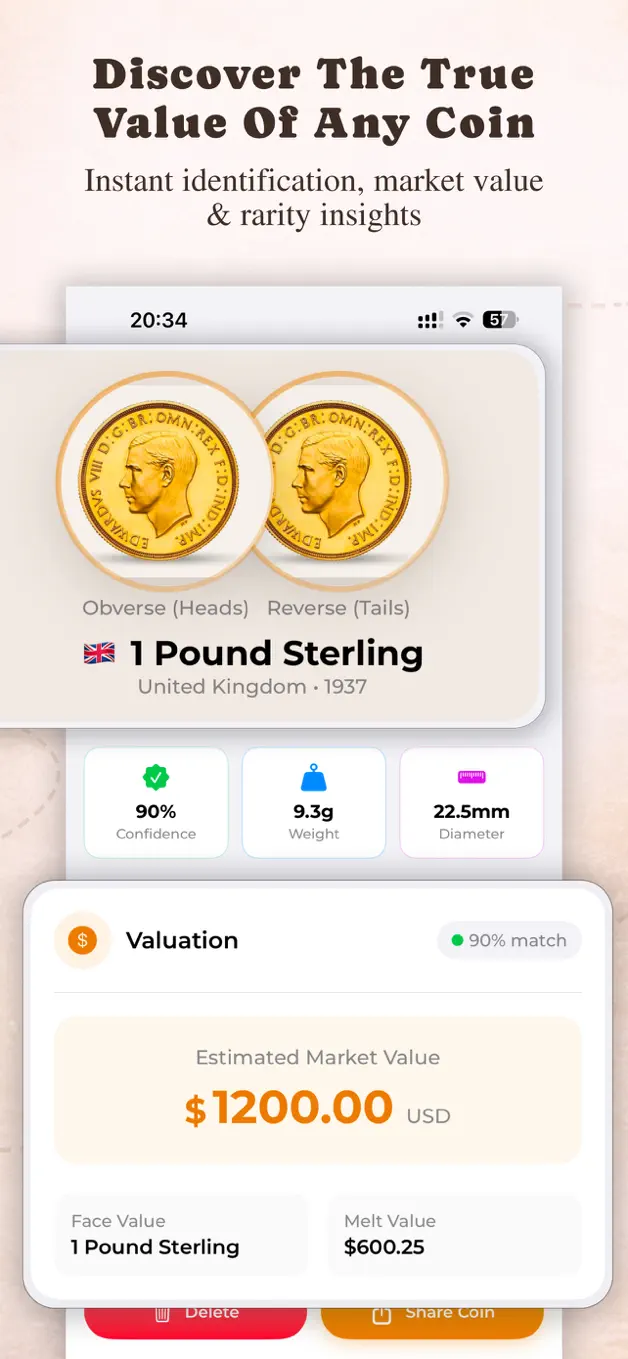 Discover The True
Value Of Any Coin
Instant identification, market value
& rarity insights
20:34
57
EDWARDVS VIII D:G:BR:OMN:REX F:D:IND:IMP.
EDWARD D:G:BR:OMN:REX F:D:IND:IMP.
Obverse (Heads)
Reverse (Tails)
1 Pound Sterling
United Kingdom • 1937
90%
Confidence
9.3g
Weight
22.5mm
Diameter
$
Valuation
90% match
Estimated Market Value
$1200.00 USD
Face Value
1 Pound Sterling
Melt Value
$600.25
Delete
Share Coin